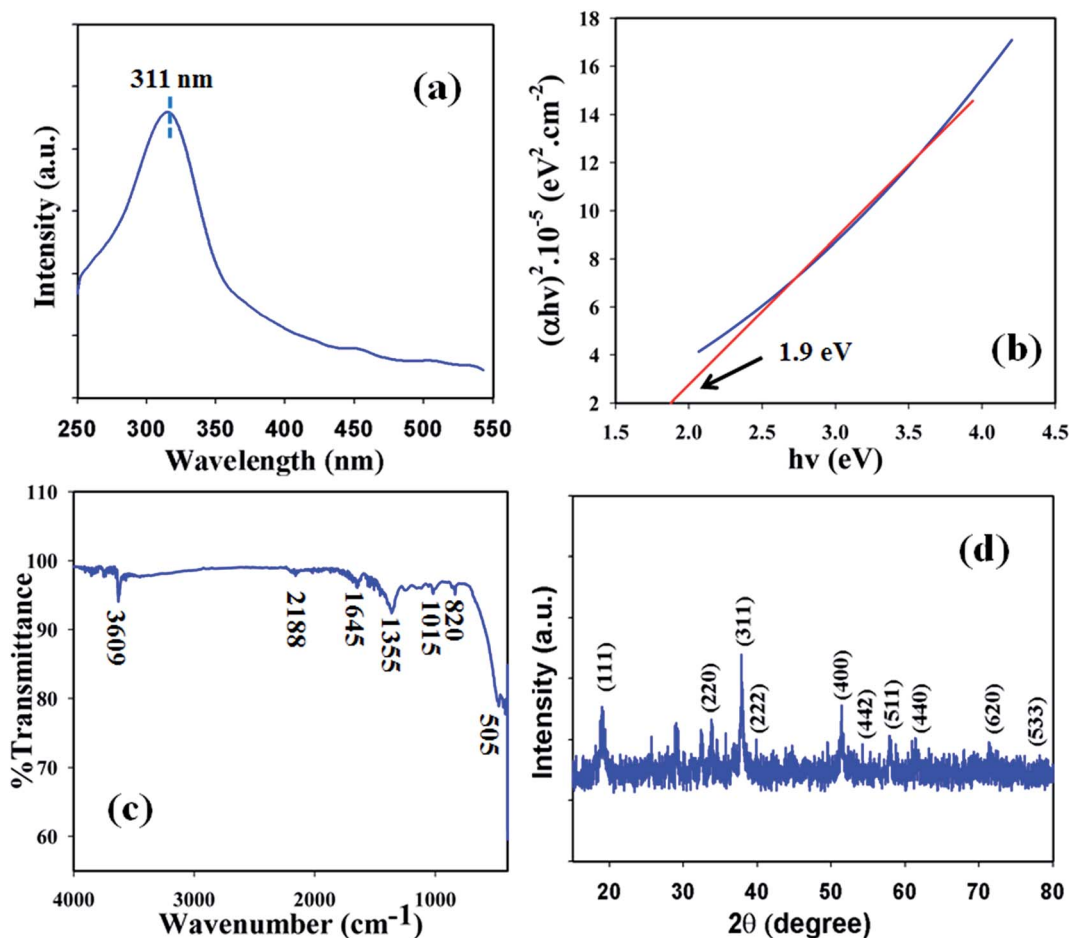 311 nm
(a)
Intensity (a.u.)
250 300 350 400 450 500 550
Wavelength (nm)
18
16
14
12
10
8
6
4
2
(αhν)².10⁻⁵ (eV².cm⁻²)
1.9 eV
(b)
1.5 2.0 2.5 3.0 3.5 4.0 4.5
hν (eV)
110
100
90
80
70
60
%Transmittance
3609
2188
1645
1355
1015
820
505
(c)
4000 3000 2000 1000
Wavenumber (cm⁻¹)
(d)
Intensity (a.u.)
(111)
(220)
(311)
(222)
(400)
(442)
(511)
(440)
(620)
(533)
20 30 40 50 60 70 80
2θ (degree)